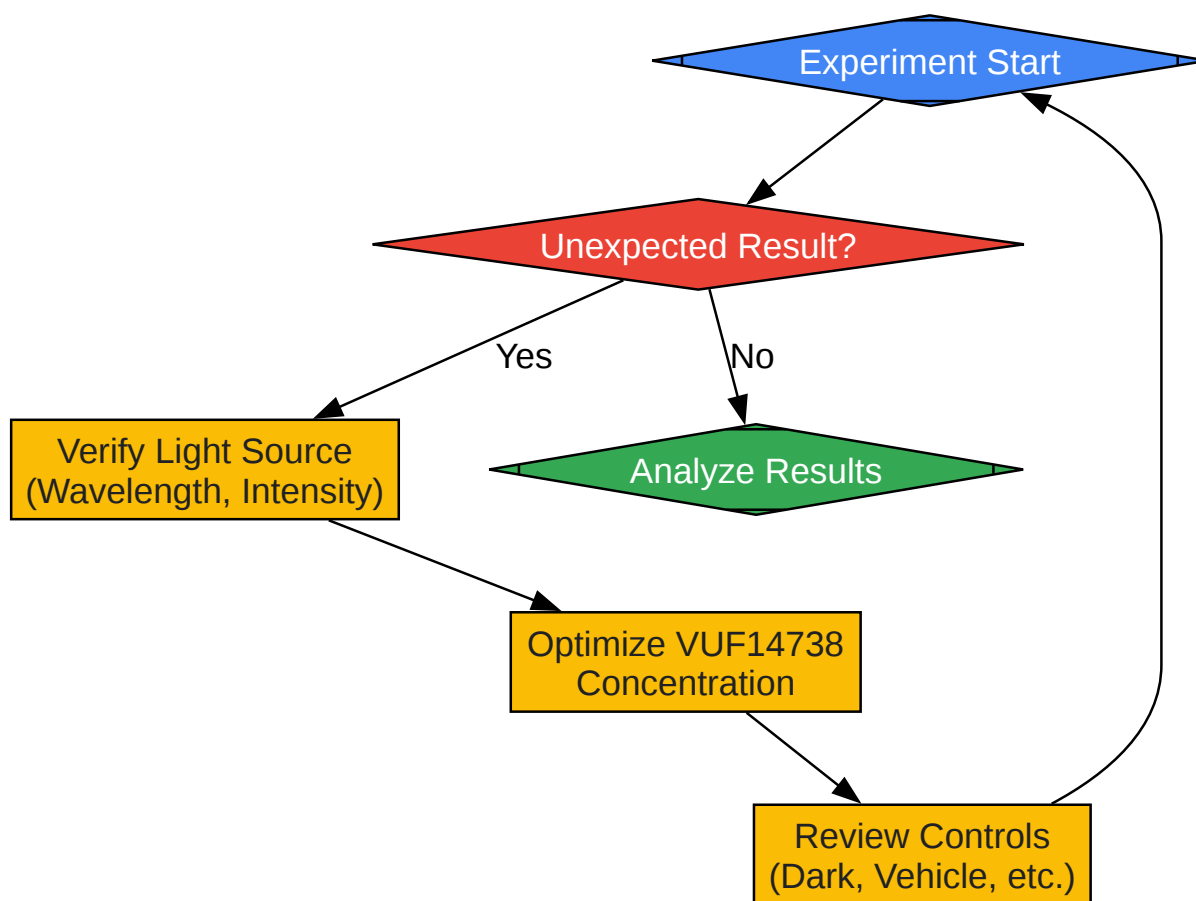 Experiment Start
Unexpected Result?
Yes
No
Verify Light Source
(Wavelength, Intensity)
Analyze Results
Optimize VUF14738
Concentration
Review Controls
(Dark, Vehicle, etc.)